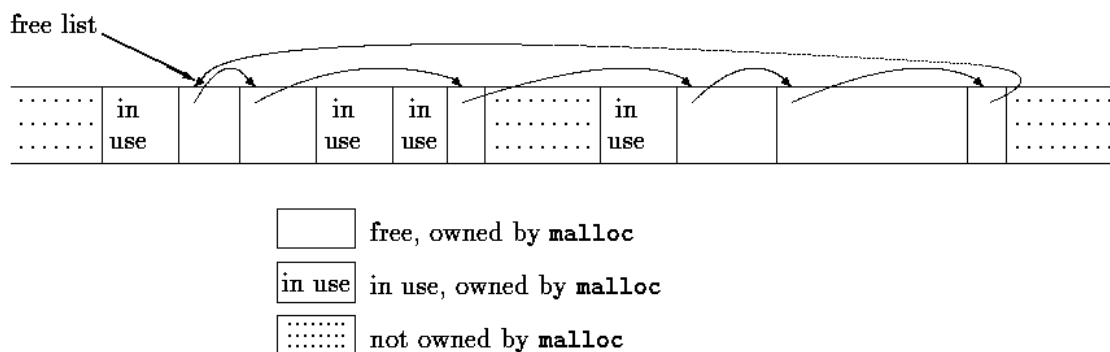 free list
in
use
in
use
in
use
in
use
free, owned by malloc
in use
in use, owned by malloc
not owned by malloc